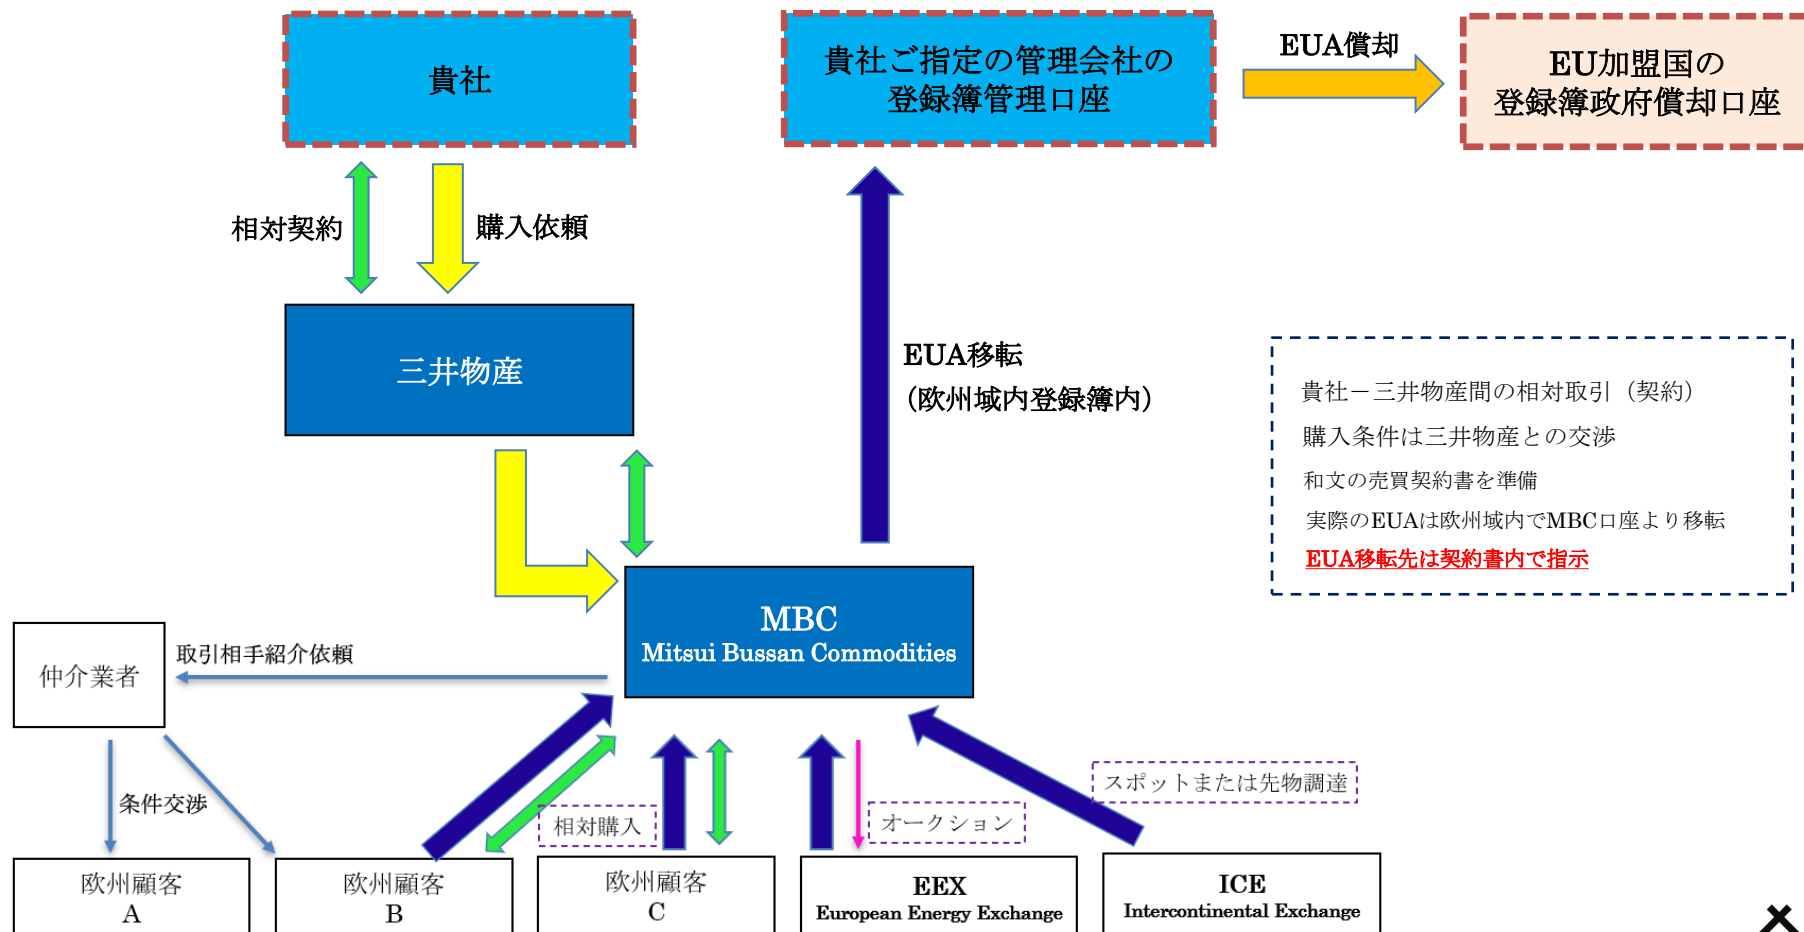 貴社
貴社ご指定の管理会社の
登録簿管理口座
EUA償却
EU加盟国の
登録簿政府償却口座
相対契約
購入依頼
三井物産
EUA移転
(欧州域内登録簿内)
貴社－三井物産間の相対取引（契約）
購入条件は三井物産との交渉
和文の売買契約書を準備
実際のEUAは欧州域内でMBC口座より移転
EUA移転先は契約書内で指示
MBC
Mitsui Bussan Commodities
仲介業者
取引相手紹介依頼
条件交渉
相対購入
オークション
スポットまたは先物調達
欧州顧客
A
欧州顧客
B
欧州顧客
C
EEX
European Energy Exchange
ICE
Intercontinental Exchange